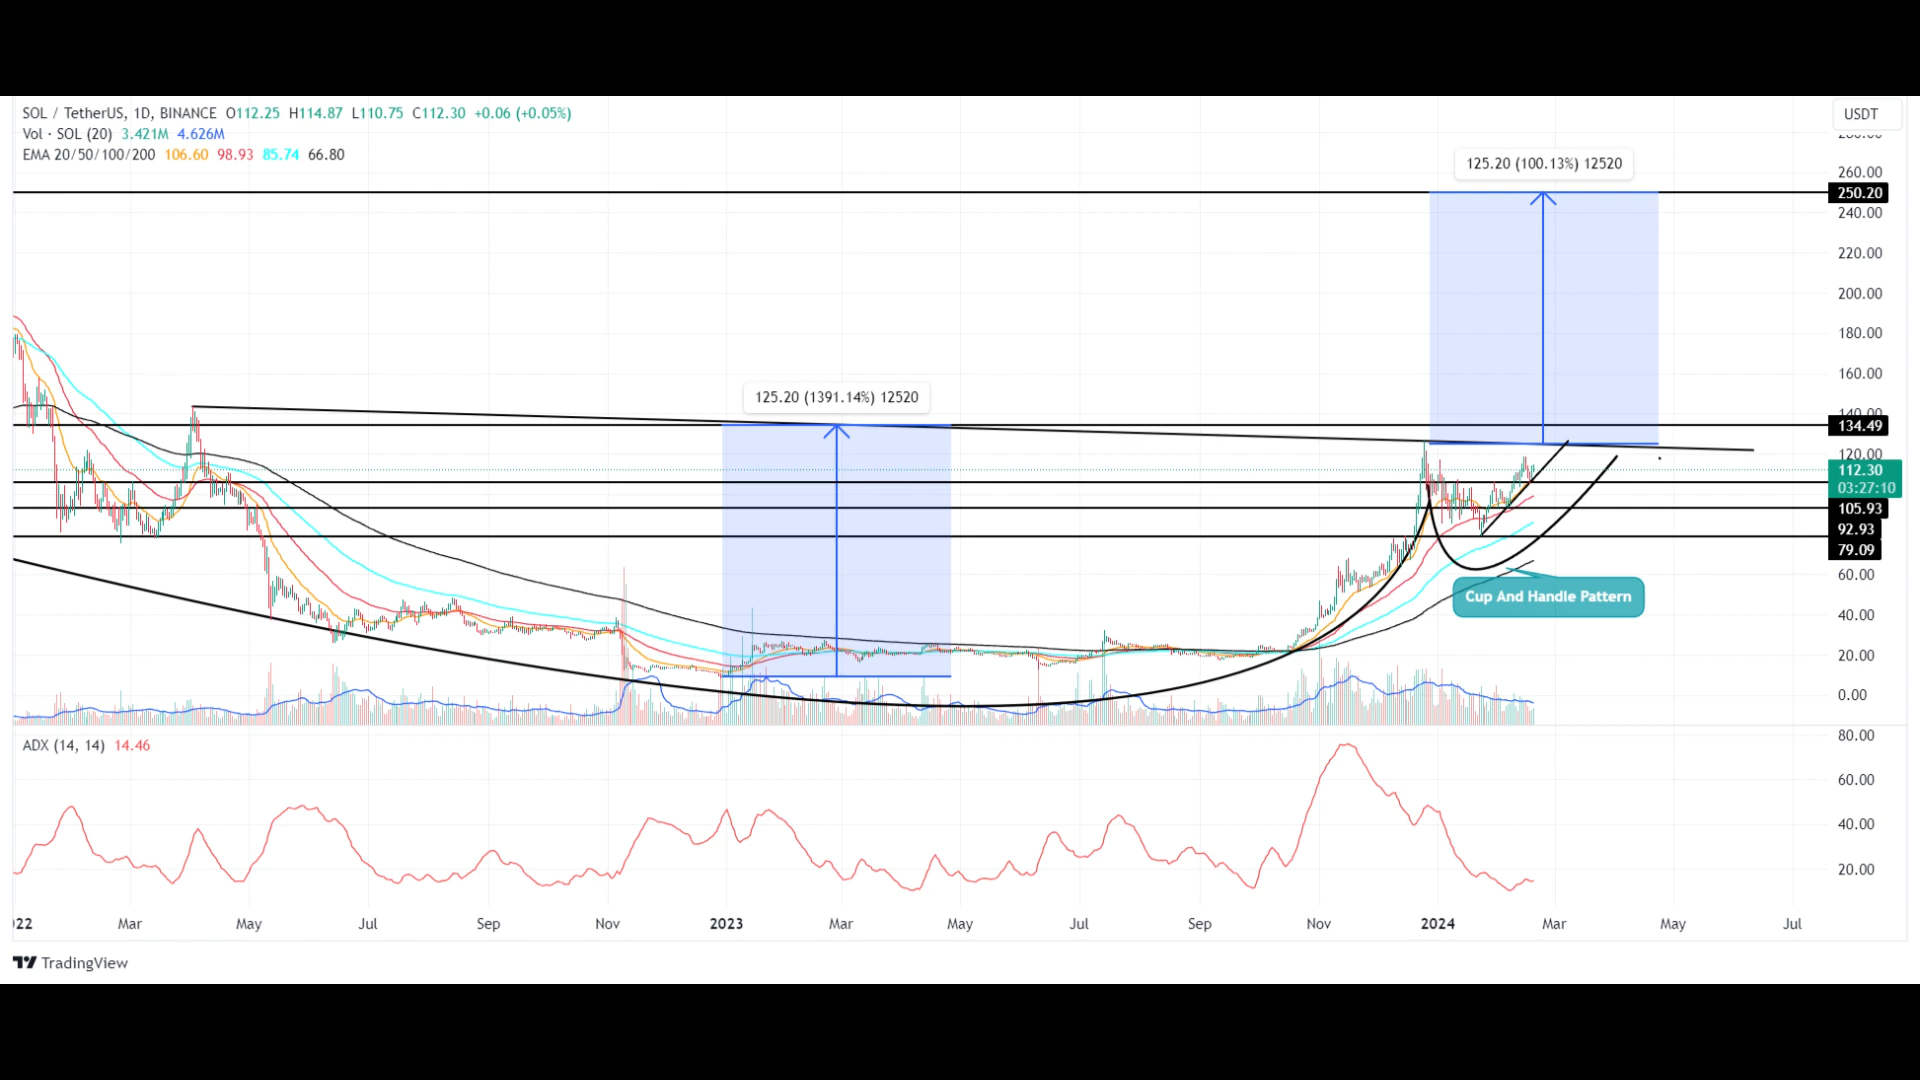 SOL / TetherUS, 1D, BINANCE O112.25 H114.87 L110.75 C112.30 +0.06 (+0.05%)
USDT
Vol · SOL (20) 3.421M 4.626M
EMA 20/50/100/200 106.60 98.93 85.74 66.80
125.20 (100.13%) 12520
260.00
250.20
240.00
220.00
200.00
180.00
160.00
125.20 (1391.14%) 12520
140.00
134.49
120.00
112.30
03:27:10
105.93
92.93
79.09
60.00
Cup And Handle Pattern
40.00
20.00
0.00
ADX (14, 14) 14.46
80.00
60.00
40.00
20.00
22 Mar May Jul Sep Nov 2023 Mar May Jul Sep Nov 2024 Mar May Jul
TradingView